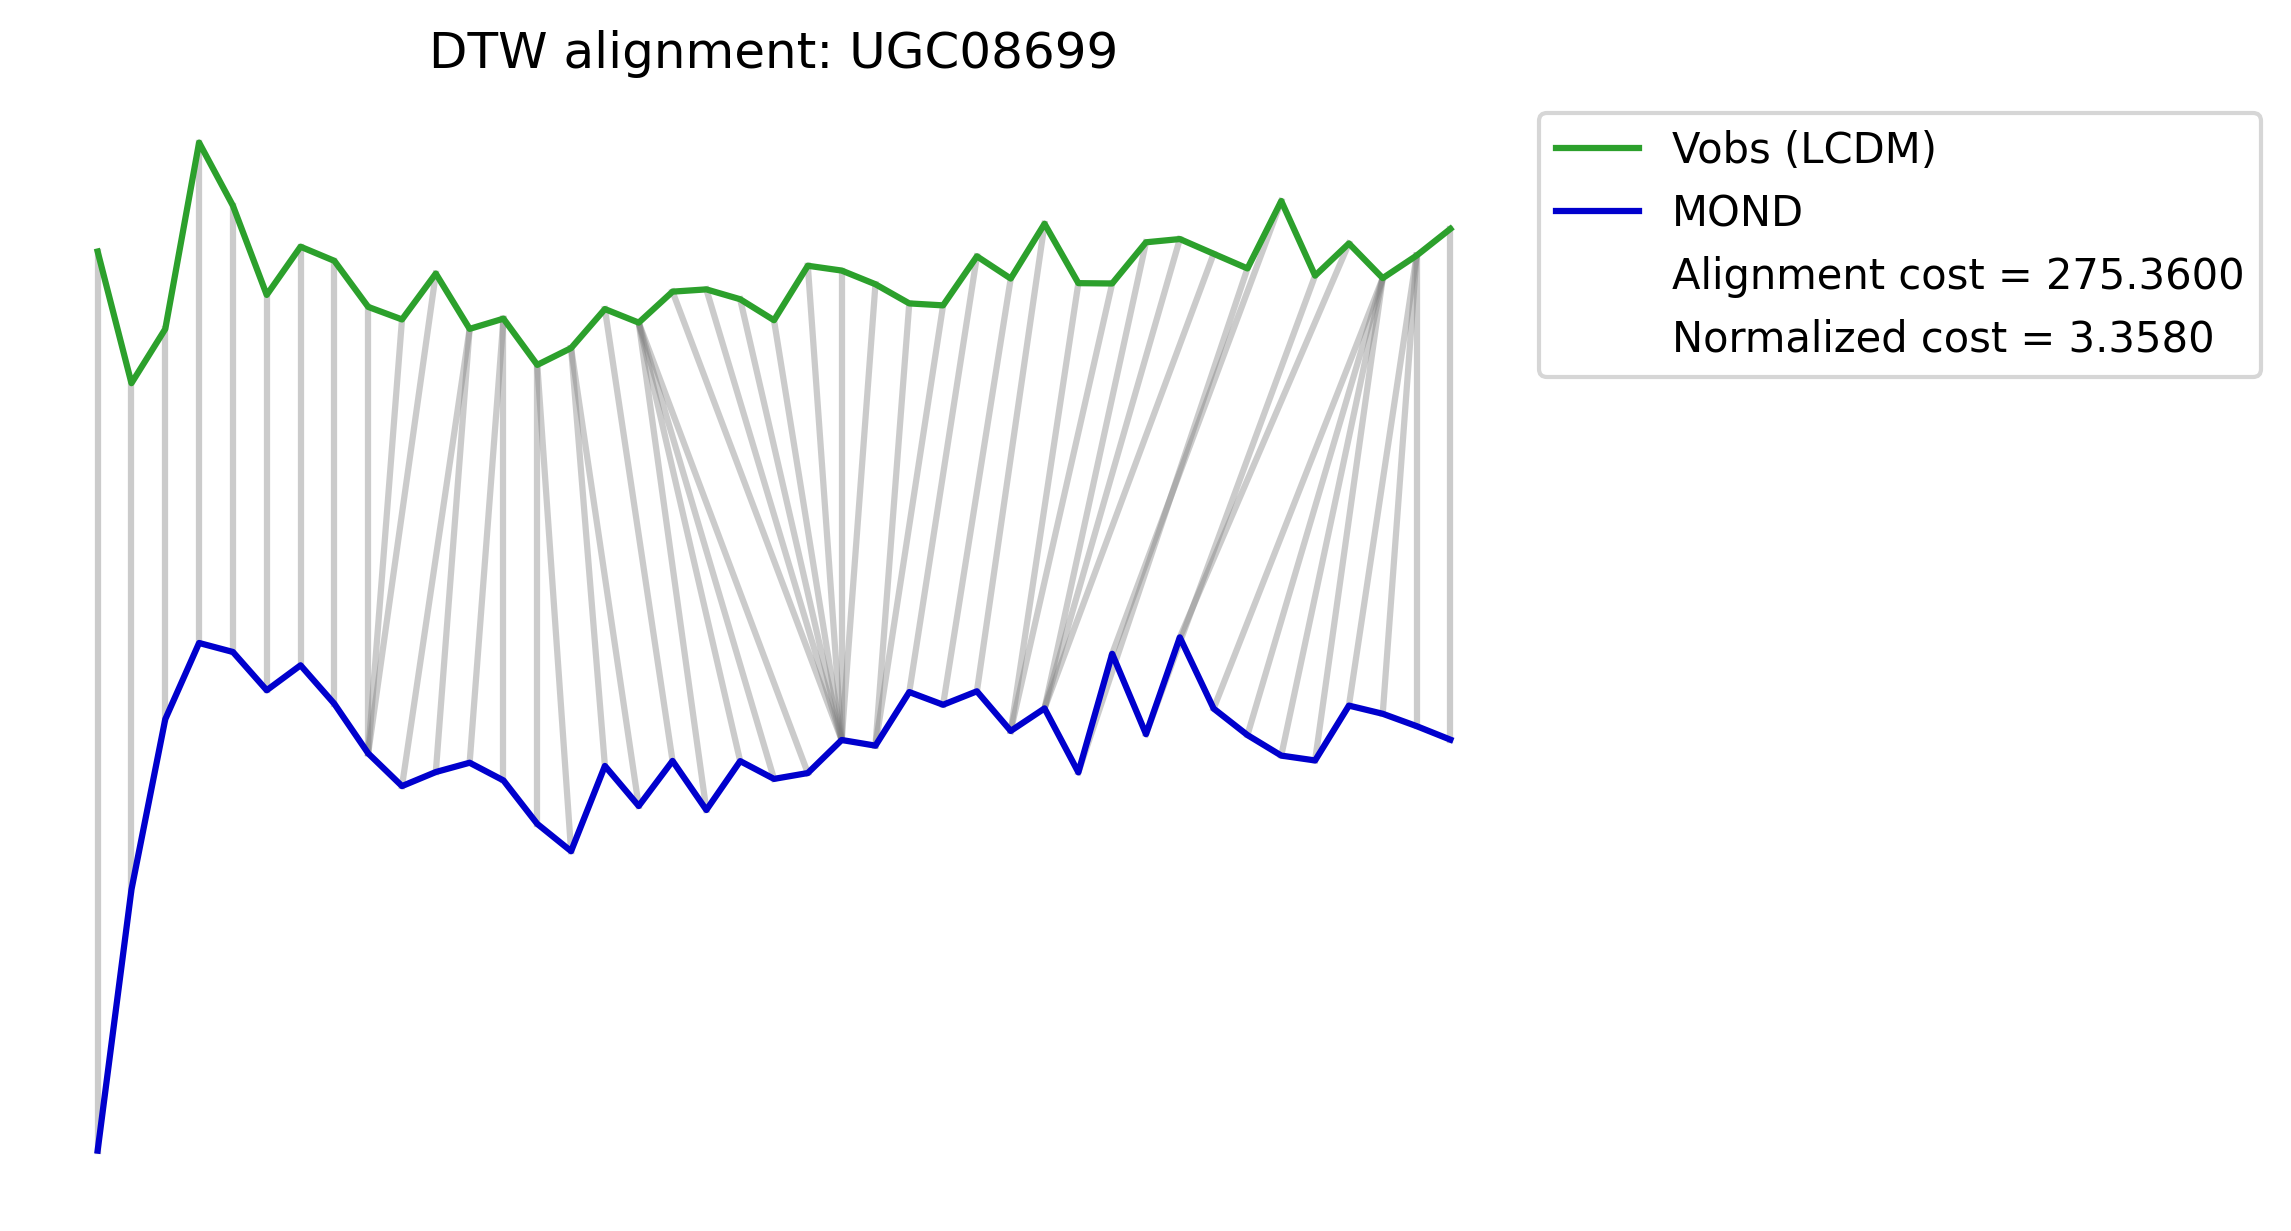 DTW alignment: UGC08699
Vobs (LCDM)
MOND
Alignment cost = 275.3600
Normalized cost = 3.3580